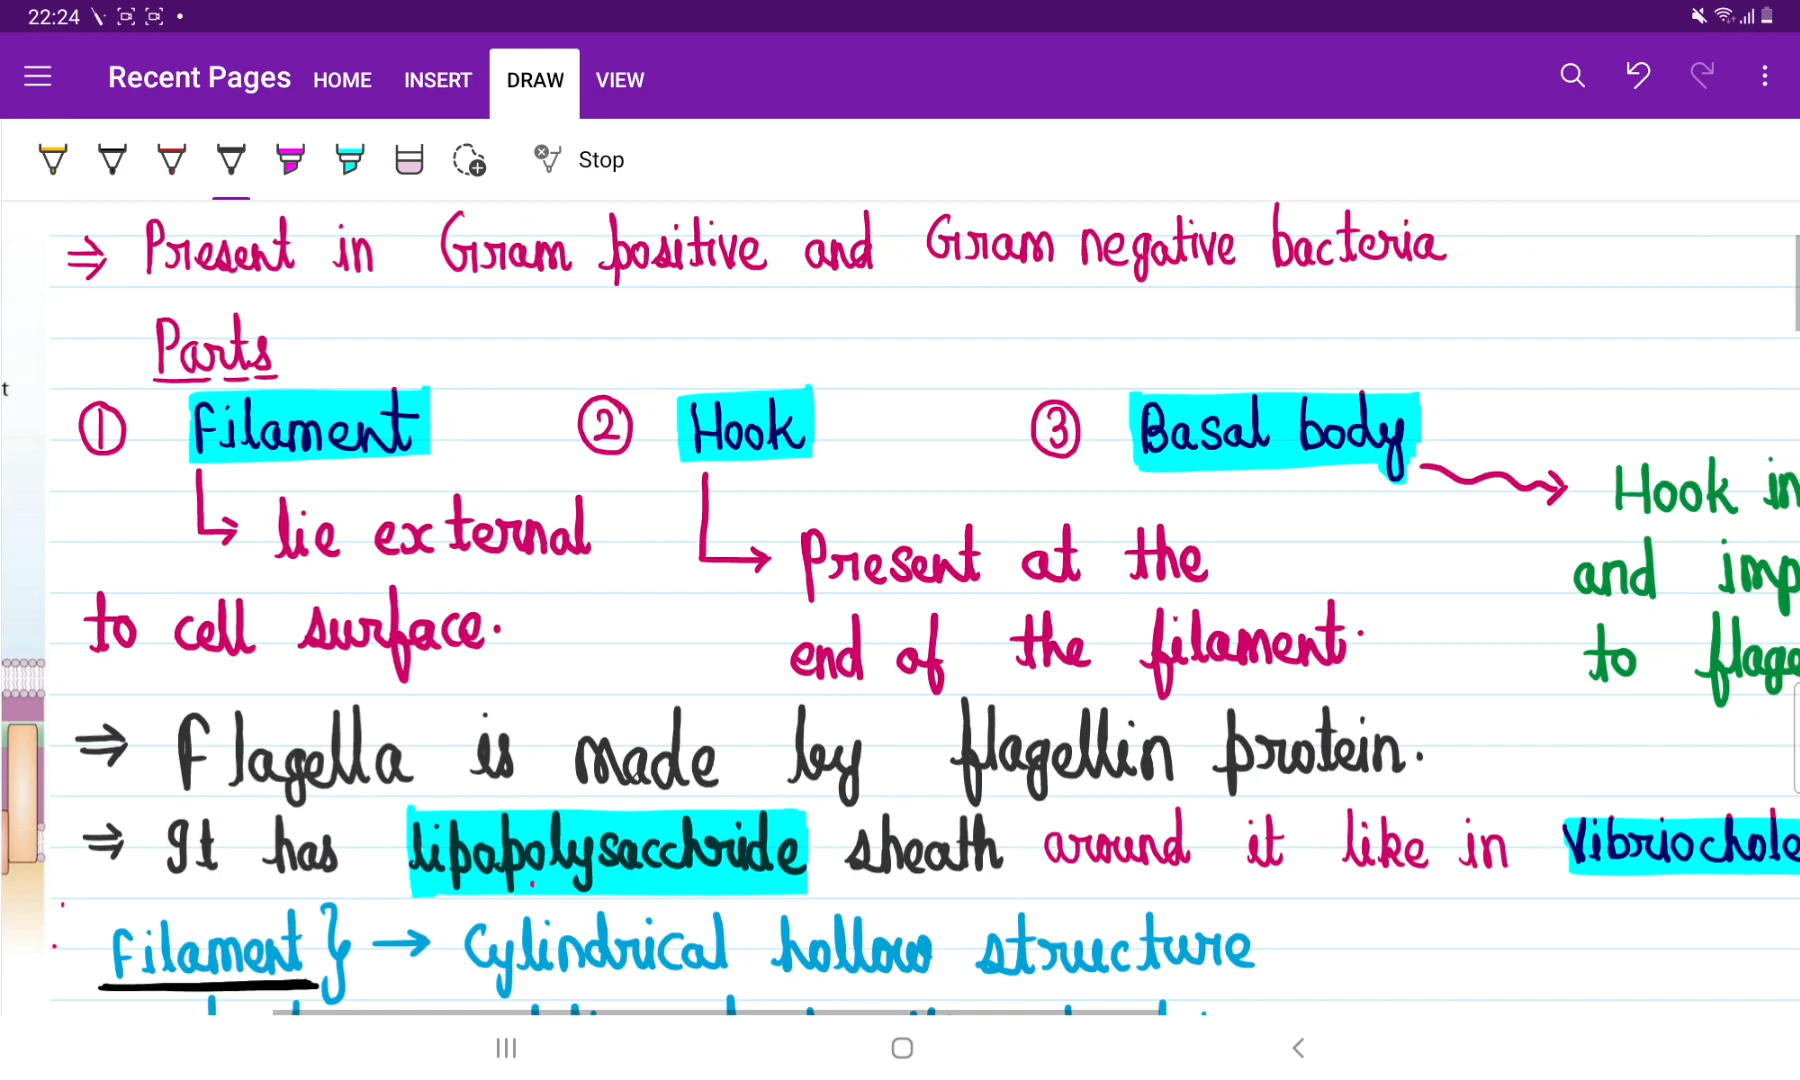 22:24
Recent Pages HOME INSERT DRAW VIEW
Stop
⇒ Present in Gram positive and Gram negative bacteria
Parts
① Filament ② Hook ③ Basal body
t
Hook in
↳ lie external
Present at the
and imp
to cell surface.
end of the filament.
to flage
⇒ Flagella is made by flagellin protein.
⇒ It has lipopolysacchride sheath around it like in Vibriochole
Filament } → Cylindrical hollow structure